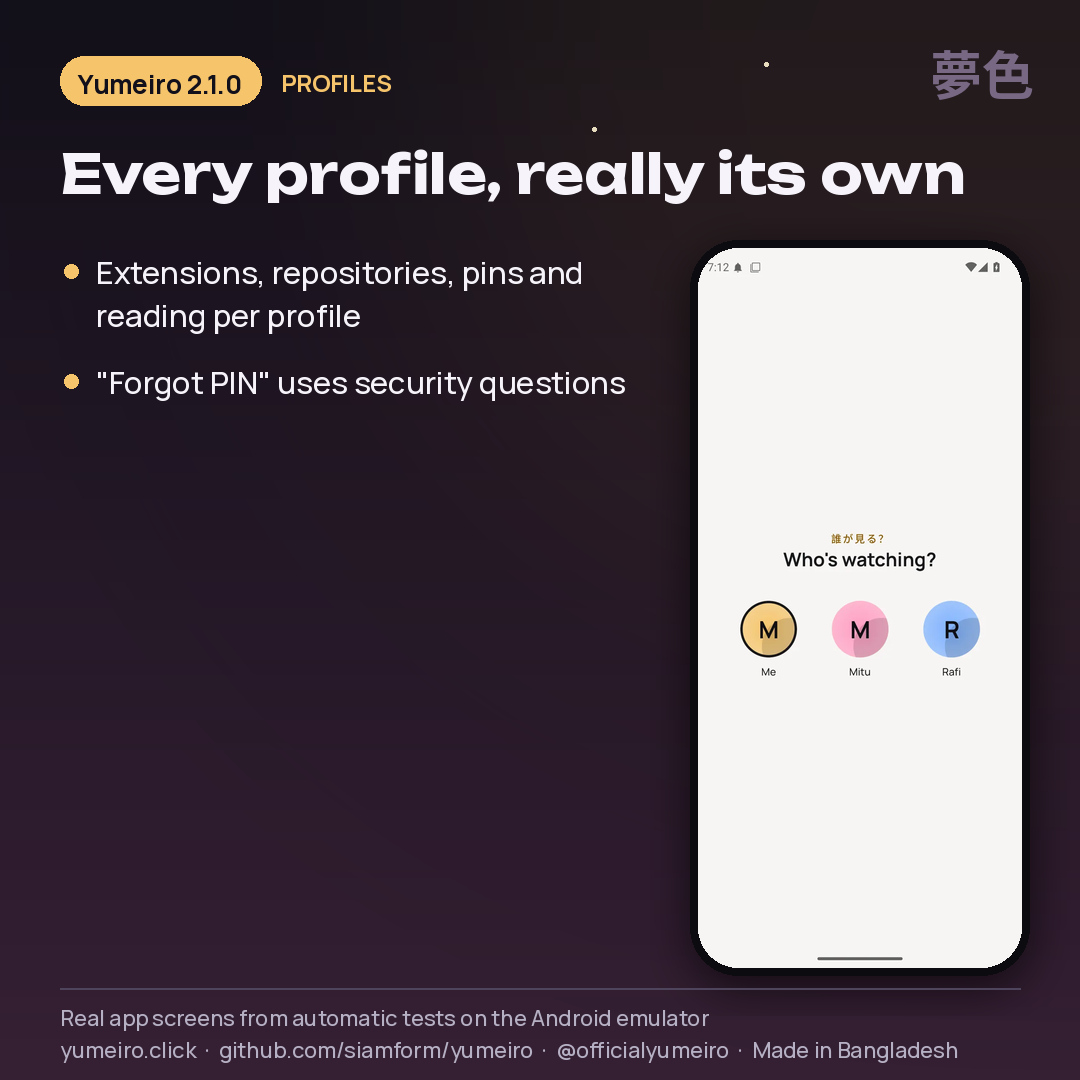 Yumeiro 2.1.0 PROFILES
夢色
Every profile, really its own
Extensions, repositories, pins and
reading per profile
"Forgot PIN" uses security questions
7:12
誰が見る?
Who's watching?
M M R
Me Mitu Rafi
Real app screens from automatic tests on the Android emulator
yumeiro.click · github.com/siamform/yumeiro · @officialyumeiro · Made in Bangladesh